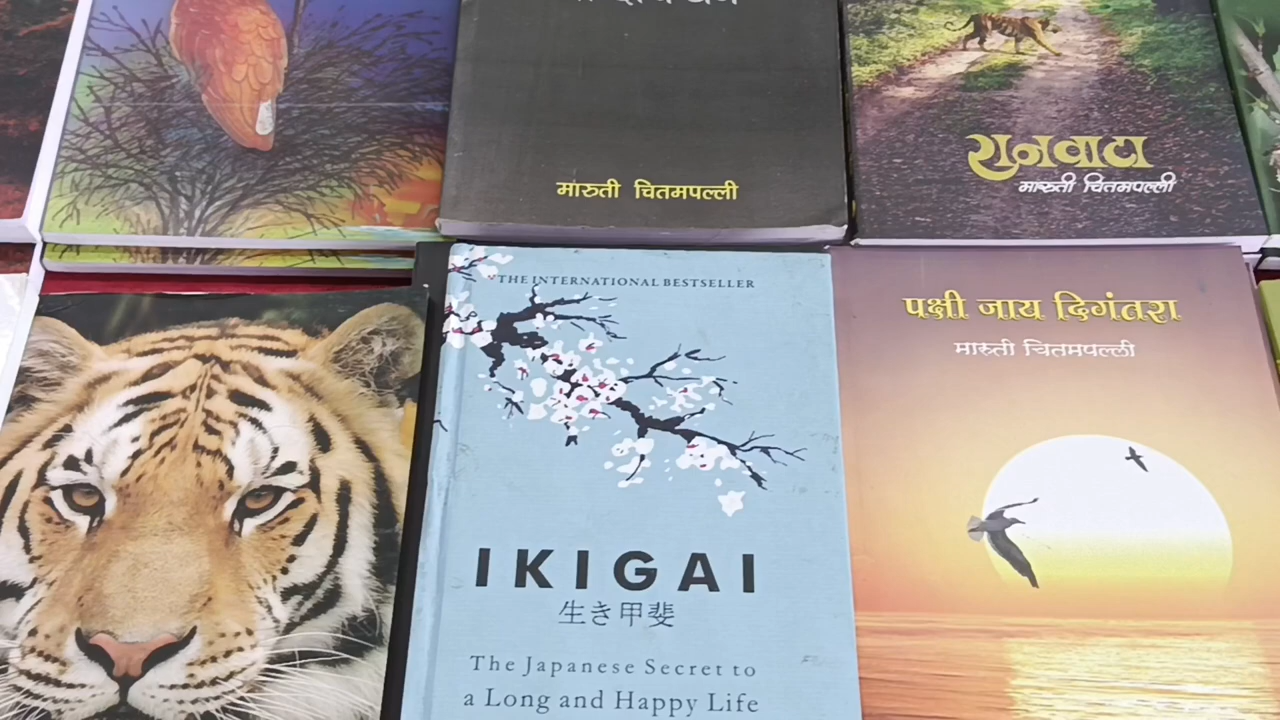 मारुती चितमपल्ली
रानवाटा
मारुती चितमपल्ली
THE INTERNATIONAL BESTSELLER
IKIGAI
生き甲斐
The Japanese Secret to
a Long and Happy Life
पक्षी जाय दिगंतरा
मारुती चितमपल्ली